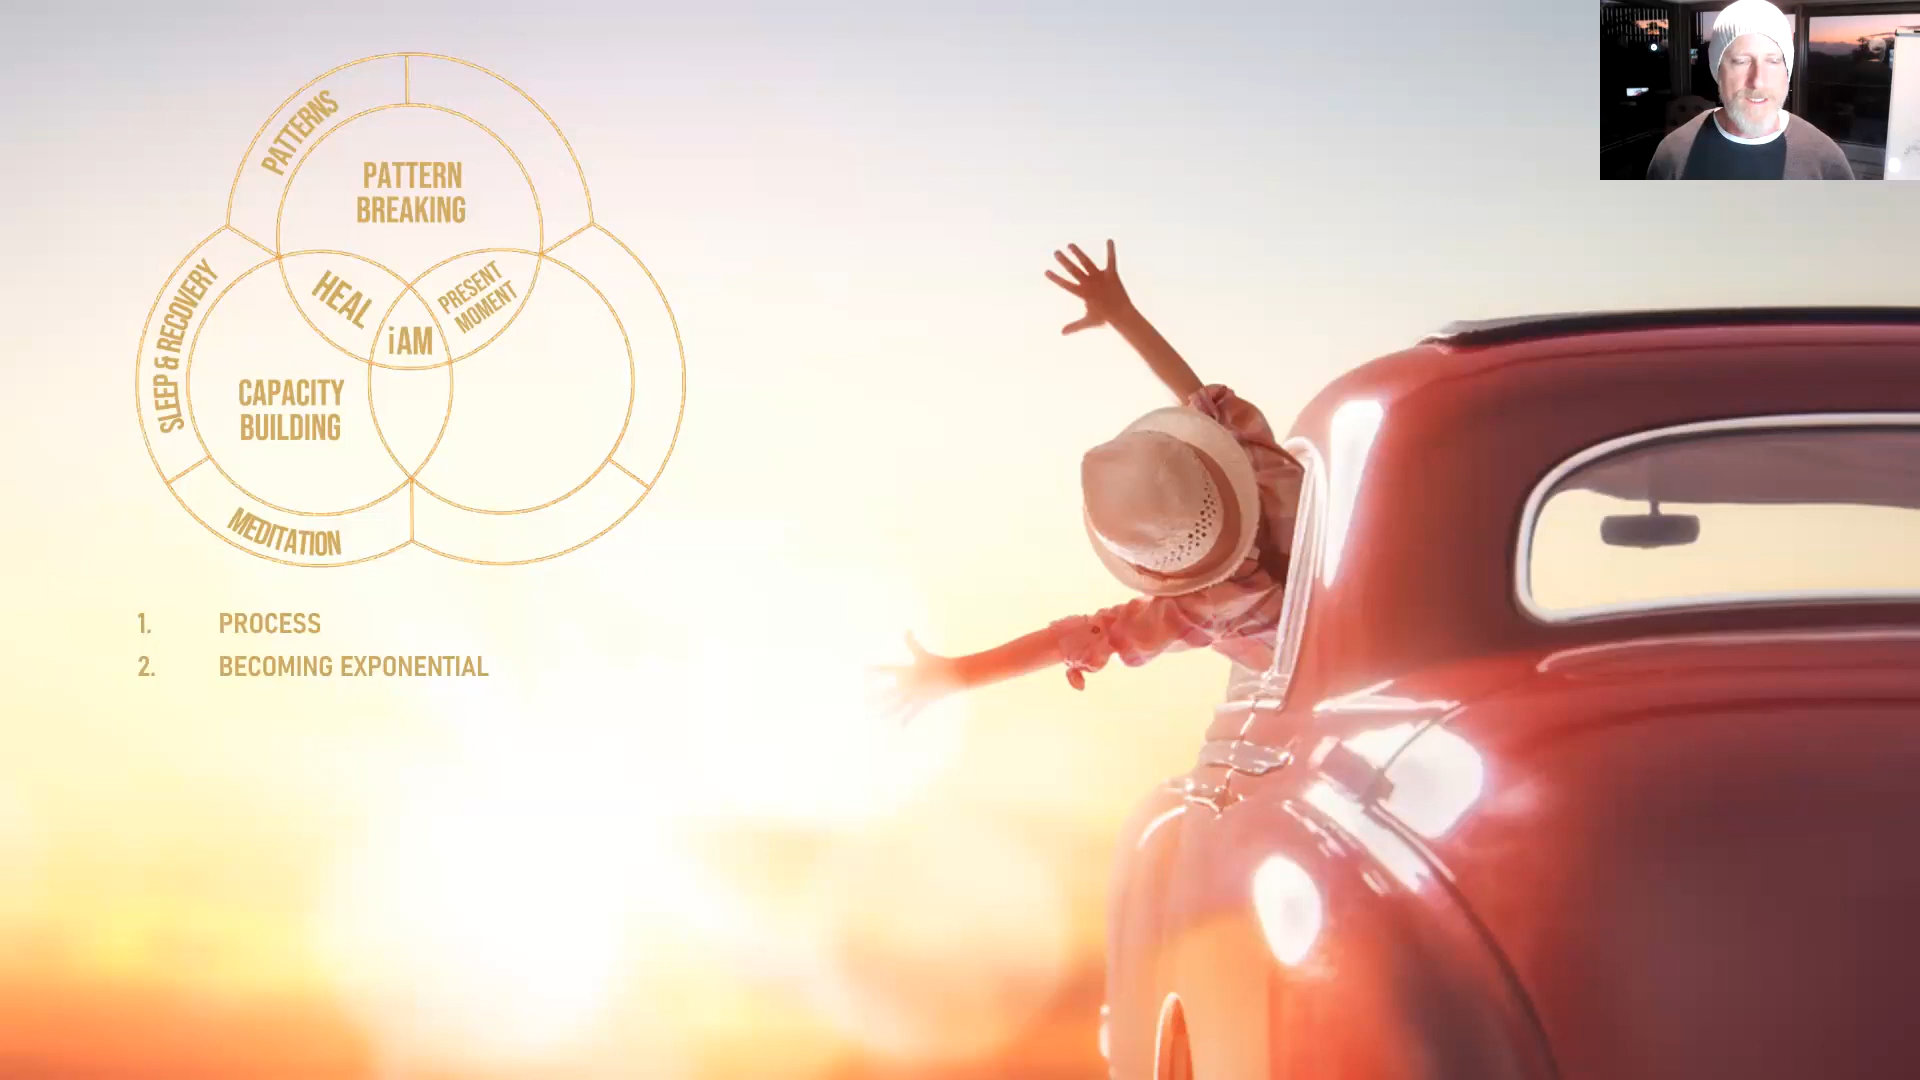 PATTERNS
PATTERN
BREAKING
HEAL
PRESENT
MOMENT
iAM
SLEEP & RECOVERY
CAPACITY
BUILDING
MEDITATION
1. PROCESS
2. BECOMING EXPONENTIAL